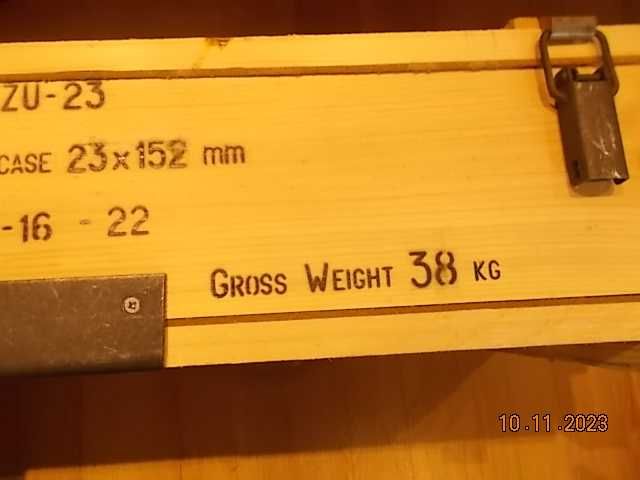 ZU-23
CASE 23x152 mm
-16 - 22
GROSS WEIGHT 38 KG
10.11.2023